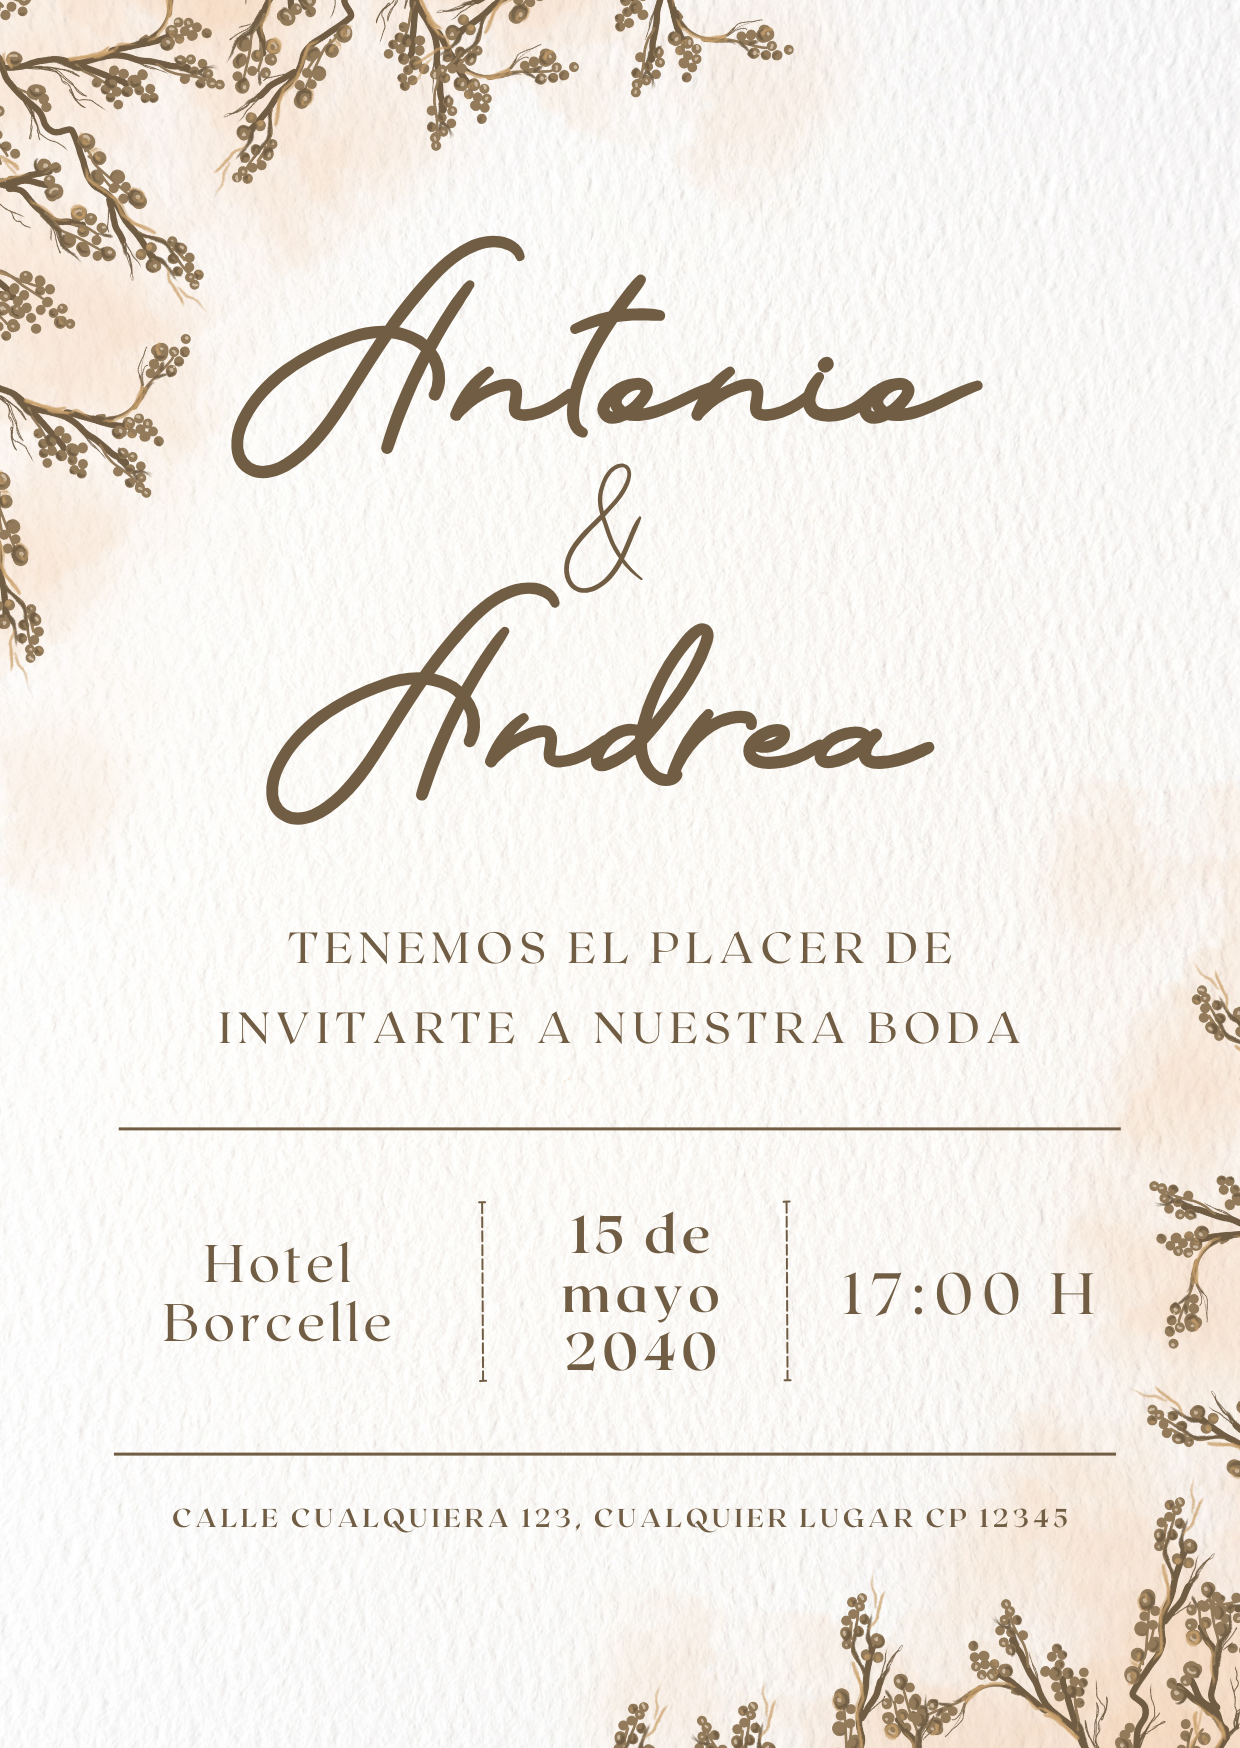 Antonio
&
Andrea
TENEMOS EL PLACER DE
INVITARTE A NUESTRA BODA
Hotel
Borcelle
15 de
mayo
2040
17:00 H
CALLE CUALQUIERA 123, CUALQUIER LUGAR CP 12345